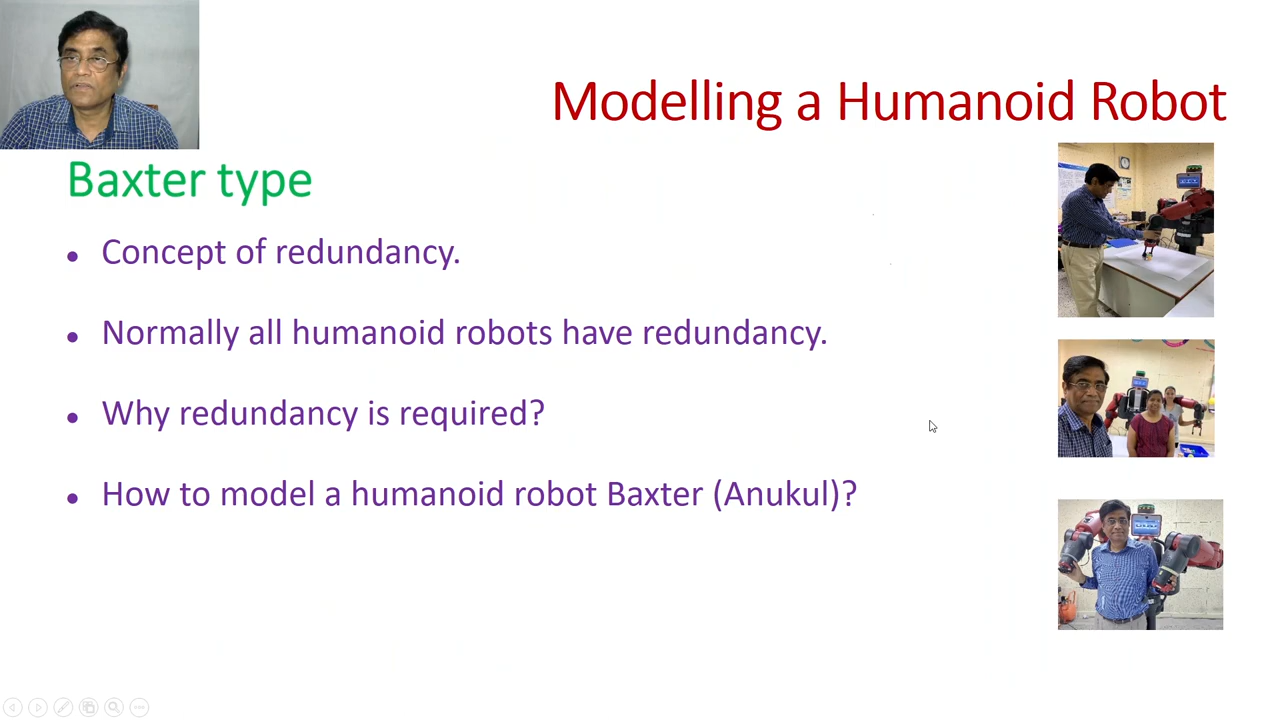 Modelling a Humanoid Robot
Baxter type
• Concept of redundancy.
• Normally all humanoid robots have redundancy.
• Why redundancy is required?
• How to model a humanoid robot Baxter (Anukul)?